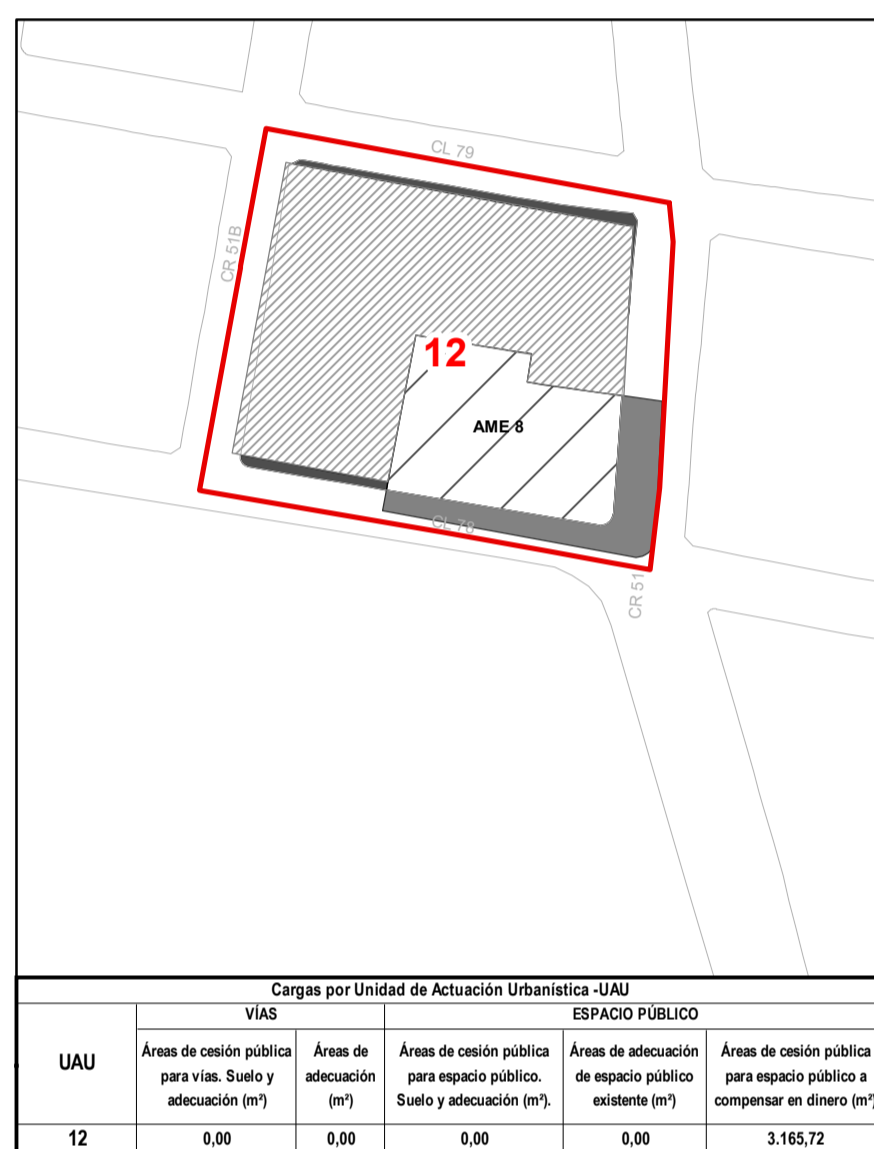 CL 79
CR 51B
12
AME 8
CL 78
CR 51
Cargas por Unidad de Actuación Urbanística -UAU
UAU
VÍAS
ESPACIO PÚBLICO
Áreas de cesión pública
para vías. Suelo y
adecuación (m²)
Áreas de
adecuación
(m²)
Áreas de cesión pública
para espacio público.
Suelo y adecuación (m²).
Áreas de adecuación
de espacio público
existente (m²)
Áreas de cesión pública
para espacio público a
compensar en dinero (m²)
12 0,00 0,00 0,00 0,00 3.165,72